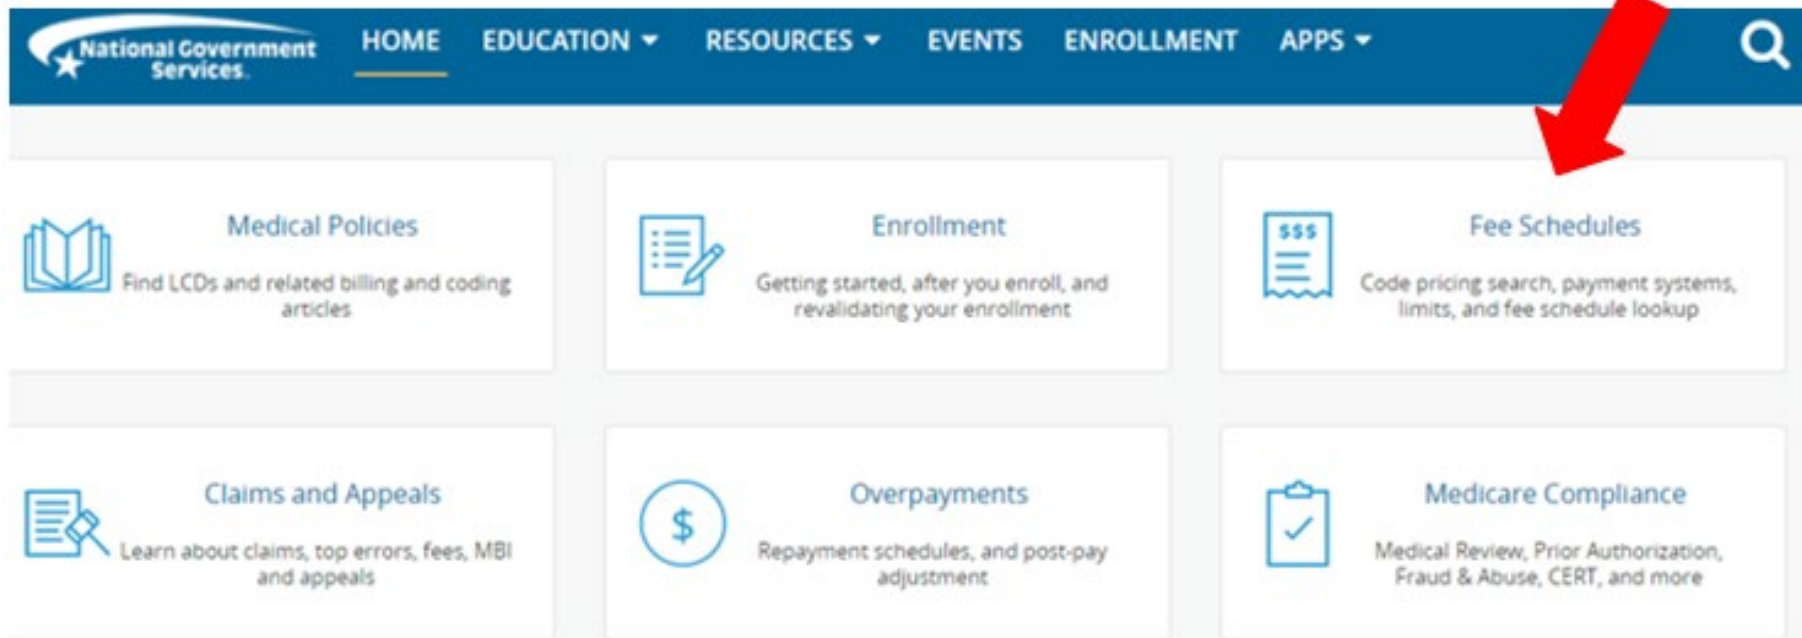 National Government
Services.
HOME
EDUCATION
RESOURCES
EVENTS
ENROLLMENT
APPS
Medical Policies
Find LCDs and related billing and coding
articles
Enrollment
Getting started, after you enroll, and
revalidating your enrollment
$$$
Fee Schedules
Code pricing search, payment systems,
limits, and fee schedule lookup
Claims and Appeals
Learn about claims, top errors, fees, MBI
and appeals
$
Overpayments
Repayment schedules, and post-pay
adjustment
Medicare Compliance
Medical Review, Prior Authorization,
Fraud & Abuse, CERT, and more